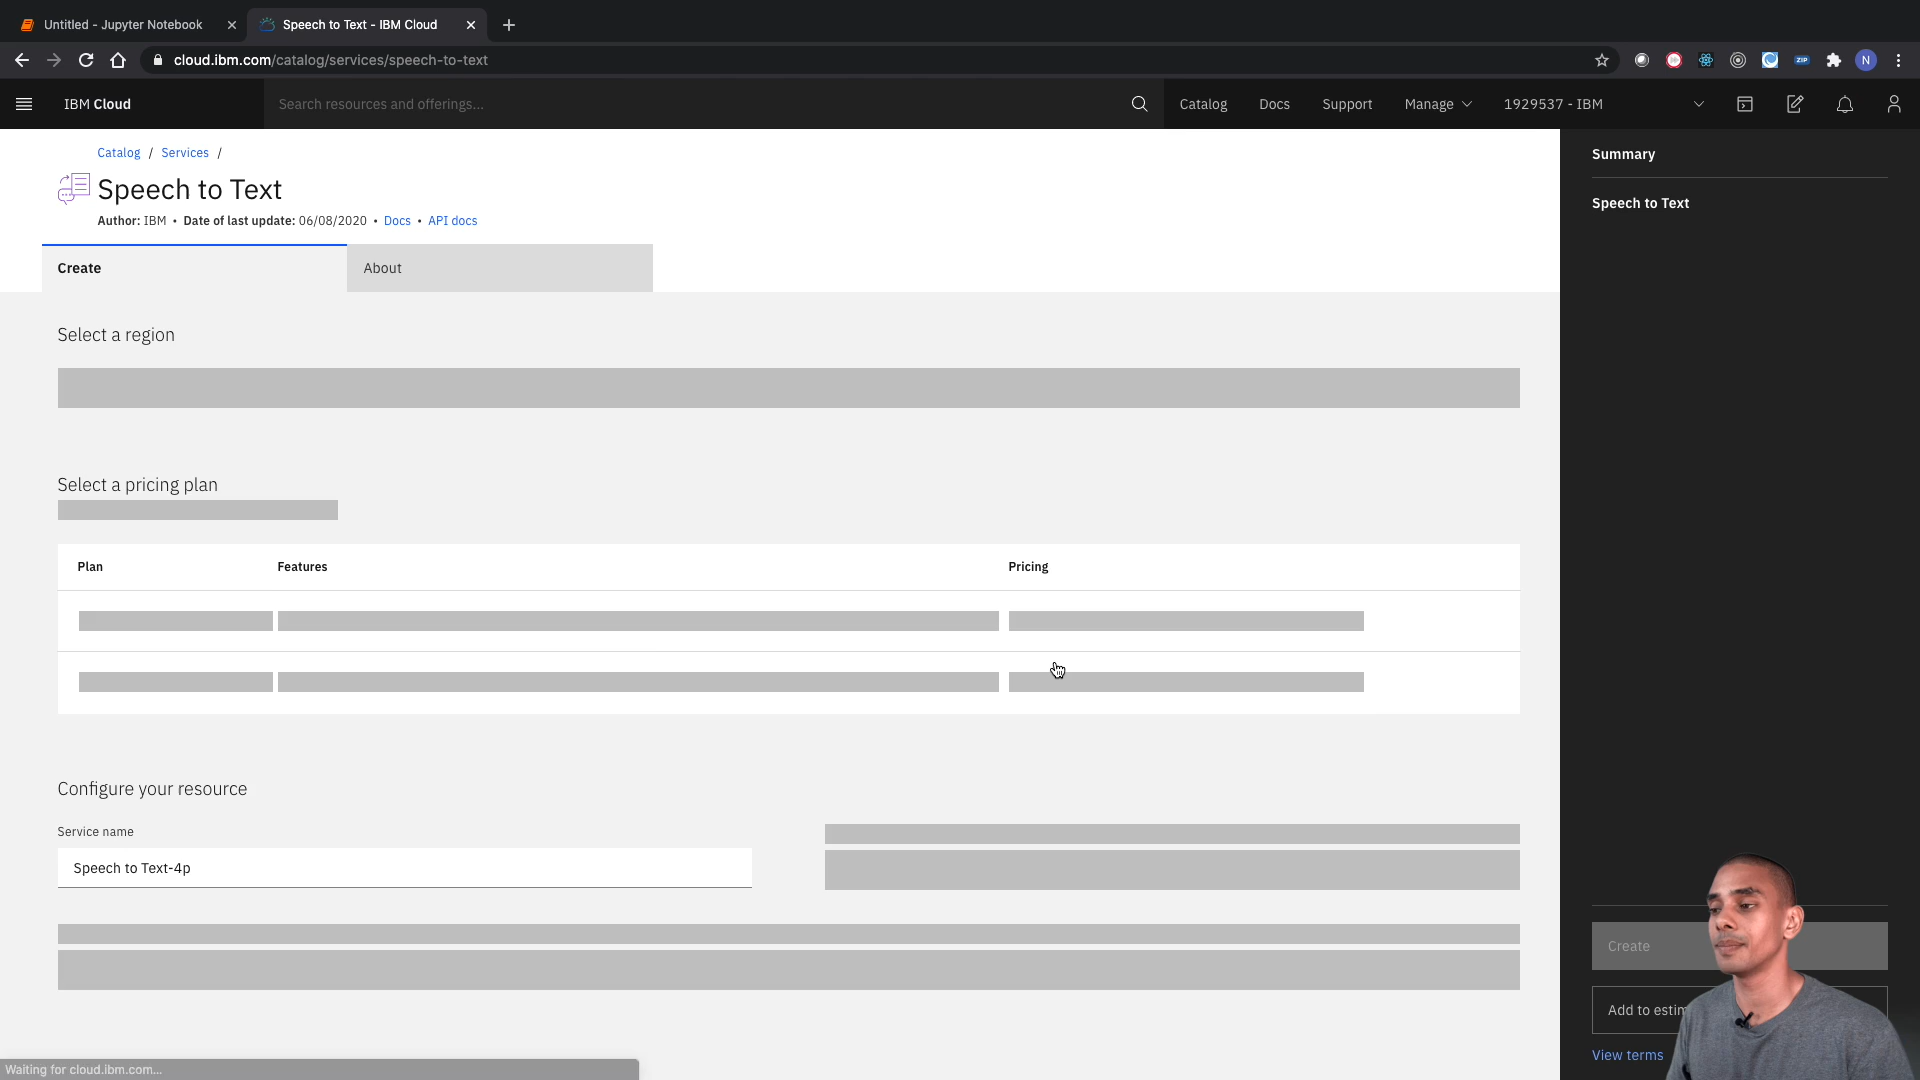 Untitled - Jupyter Notebook
Speech to Text - IBM Cloud
cloud.ibm.com/catalog/services/speech-to-text
ZIP
N
IBM Cloud
Search resources and offerings...
Catalog
Docs
Support
Manage
1929537 - IBM
Catalog / Services /
Speech to Text
Author: IBM • Date of last update: 06/08/2020 • Docs • API docs
Create
About
Select a region
Select a pricing plan
Plan
Features
Pricing
Configure your resource
Service name
Speech to Text-4p
Waiting for cloud.ibm.com...
Summary
Speech to Text
Create
Add to
View terms